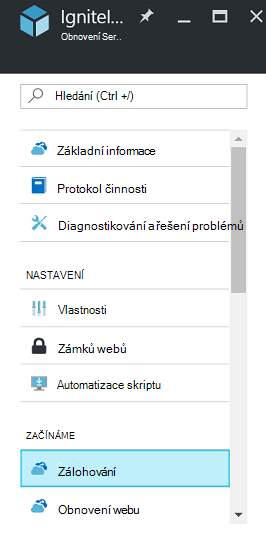 Ignitel...
Obnovení Ser..
Hledání (Ctrl +/)
Základní informace
Protokol činnosti
Diagnostikování a řešení problémů
NASTAVENÍ
Vlastnosti
Zámků webů
Automatizace skriptu
ZAČÍNÁME
Zálohování
Obnovení webu